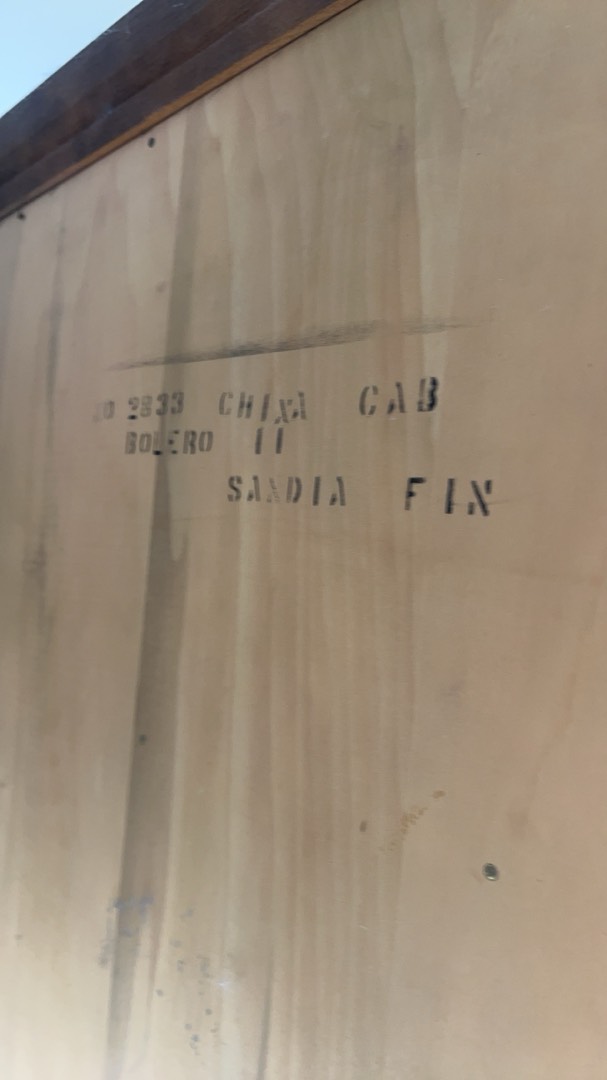 2833 CHINA CAB
BOLERO II
SANDIA FIN